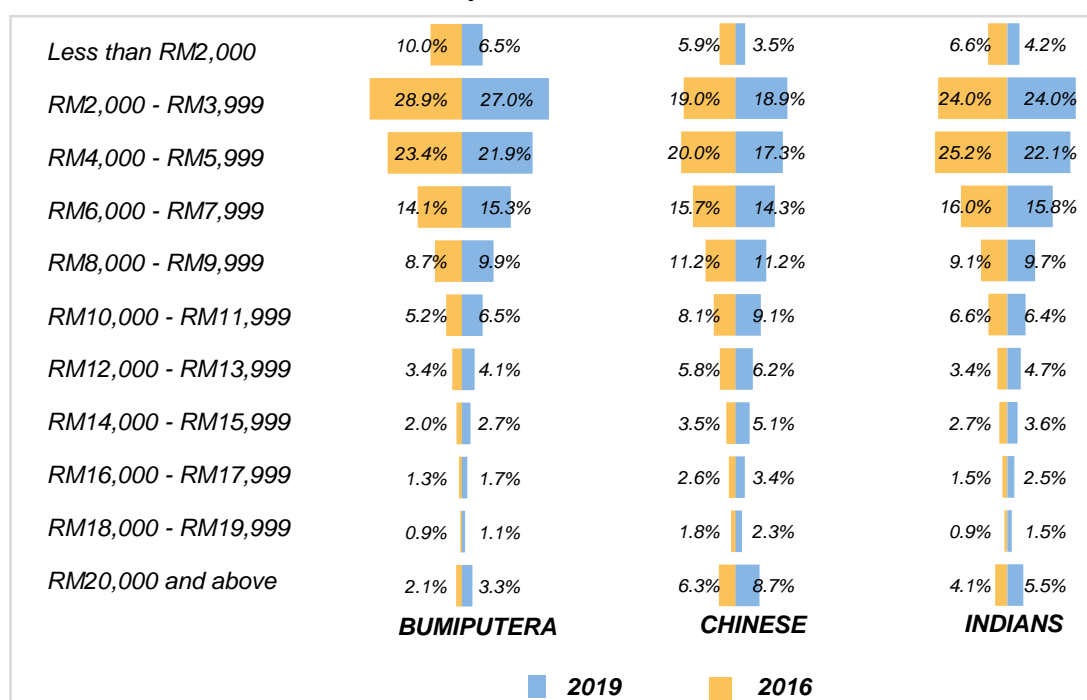 Less than RM2,000 10.0% 6.5% 5.9% 3.5% 6.6% 4.2%
RM2,000 - RM3,999 28.9% 27.0% 19.0% 18.9% 24.0% 24.0%
RM4,000 - RM5,999 23.4% 21.9% 20.0% 17.3% 25.2% 22.1%
RM6,000 - RM7,999 14.1% 15.3% 15.7% 14.3% 16.0% 15.8%
RM8,000 - RM9,999 8.7% 9.9% 11.2% 11.2% 9.1% 9.7%
RM10,000 - RM11,999 5.2% 6.5% 8.1% 9.1% 6.6% 6.4%
RM12,000 - RM13,999 3.4% 4.1% 5.8% 6.2% 3.4% 4.7%
RM14,000 - RM15,999 2.0% 2.7% 3.5% 5.1% 2.7% 3.6%
RM16,000 - RM17,999 1.3% 1.7% 2.6% 3.4% 1.5% 2.5%
RM18,000 - RM19,999 0.9% 1.1% 1.8% 2.3% 0.9% 1.5%
RM20,000 and above 2.1% 3.3% 6.3% 8.7% 4.1% 5.5%
BUMIPUTERA CHINESE INDIANS
2019 2016